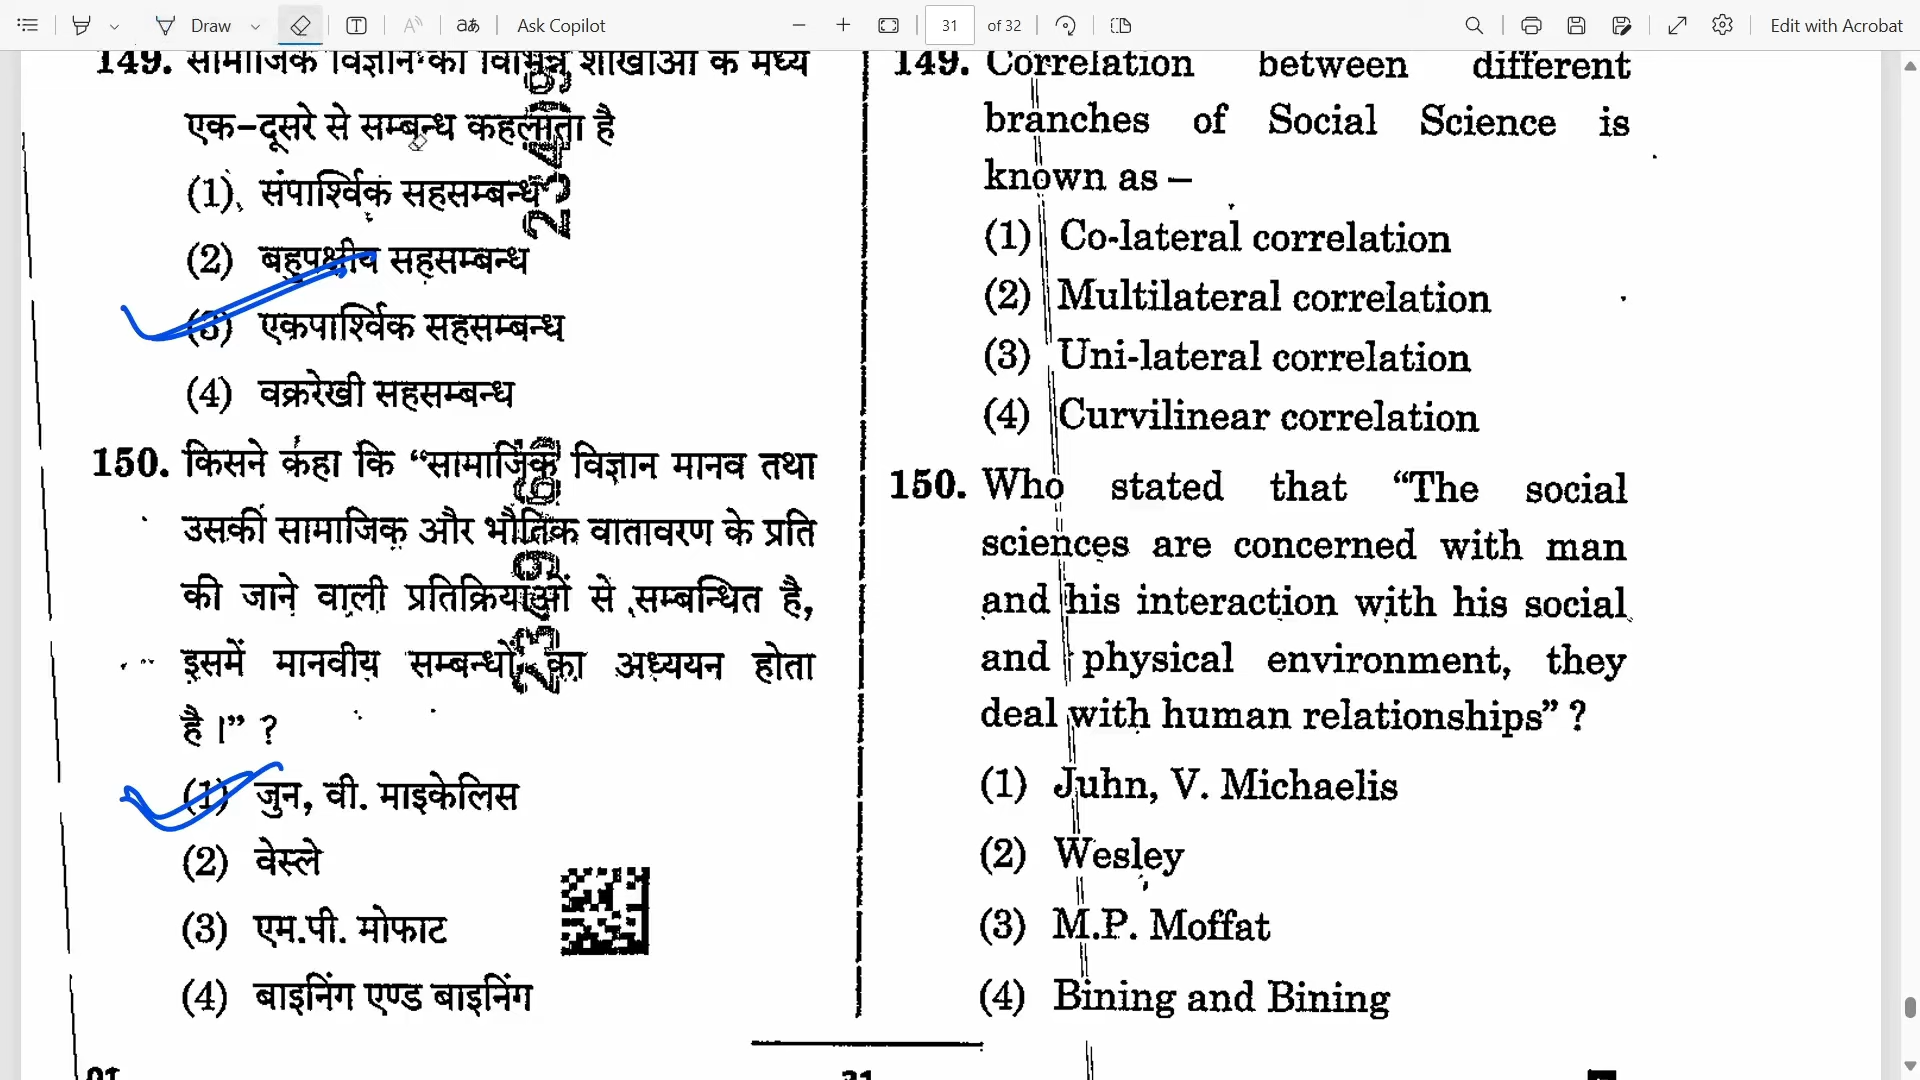 Draw
Ask Copilot
31 of 32
Edit with Acrobat
149. सामाजिक विज्ञान की विभिन्न शाखाओं के मध्य
एक–दूसरे से सम्बन्ध कहलाता है
(1) संपार्श्विक सहसम्बन्ध
(2) बहुपक्षीय सहसम्बन्ध
(3) एकपार्श्विक सहसम्बन्ध
(4) वक्ररेखी सहसम्बन्ध
150. किसने कहा कि “सामाजिक विज्ञान मानव तथा
उसकी सामाजिक और भौतिक वातावरण के प्रति
की जाने वाली प्रतिक्रियाओं से सम्बन्धित है,
इसमें मानवीय सम्बन्धों का अध्ययन होता
है।” ?
(1) जुन, वी. माइकेलिस
(2) वेस्ले
(3) एम.पी. मोफाट
(4) बाइनिंग एण्ड बाइनिंग
149. Correlation between different
branches of Social Science is
known as –
(1) Co-lateral correlation
(2) Multilateral correlation
(3) Uni-lateral correlation
(4) Curvilinear correlation
150. Who stated that “The social
sciences are concerned with man
and his interaction with his social
and physical environment, they
deal with human relationships” ?
(1) Juhn, V. Michaelis
(2) Wesley
(3) M.P. Moffat
(4) Bining and Bining